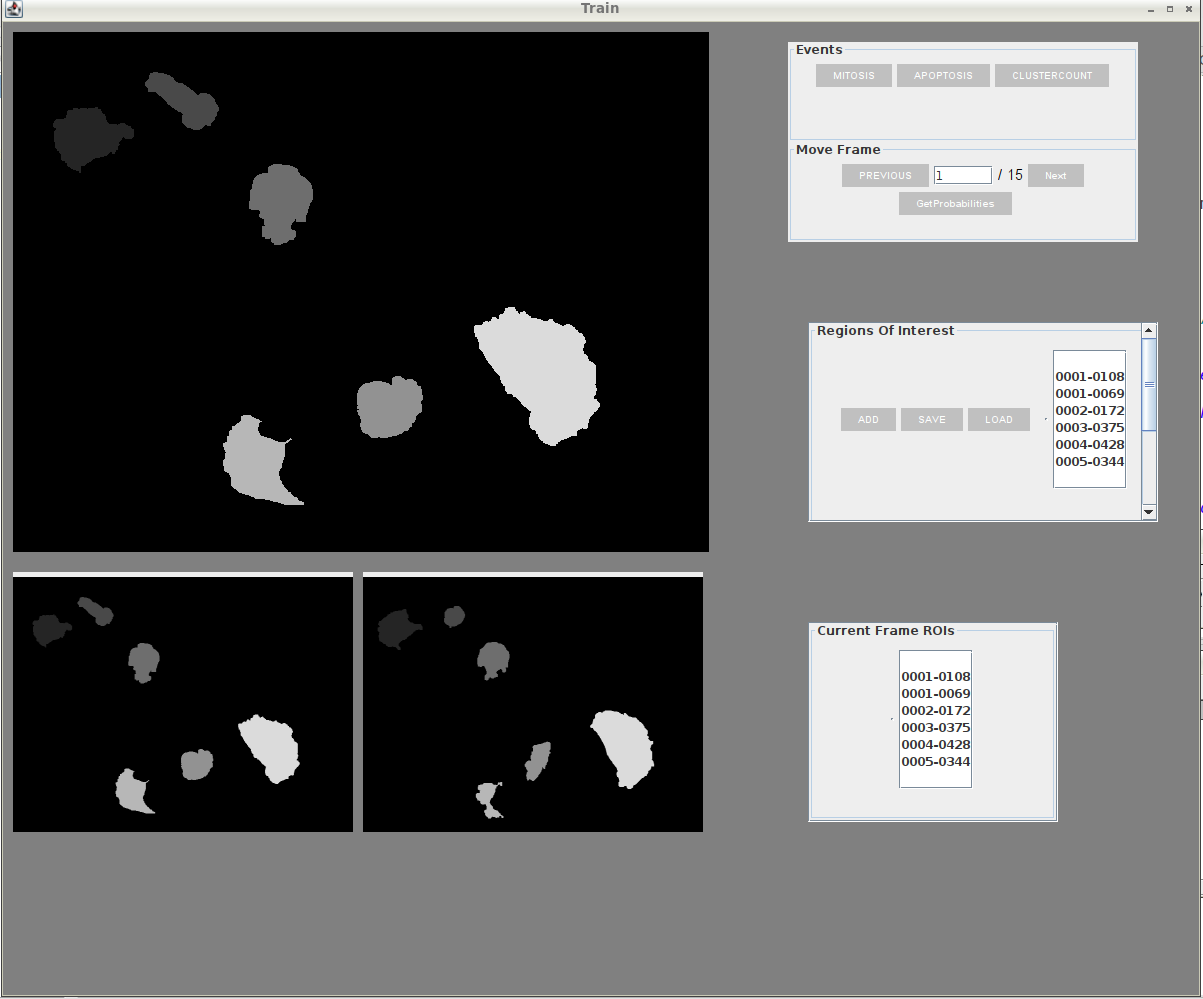 Train
Events
MITOSIS APOPTOSIS CLUSTERCOUNT
Move Frame
PREVIOUS 1 / 15 Next
GetProbabilities
Regions Of Interest
ADD SAVE LOAD
0001-0108
0001-0069
0002-0172
0003-0375
0004-0428
0005-0344
Current Frame ROIs
0001-0108
0001-0069
0002-0172
0003-0375
0004-0428
0005-0344